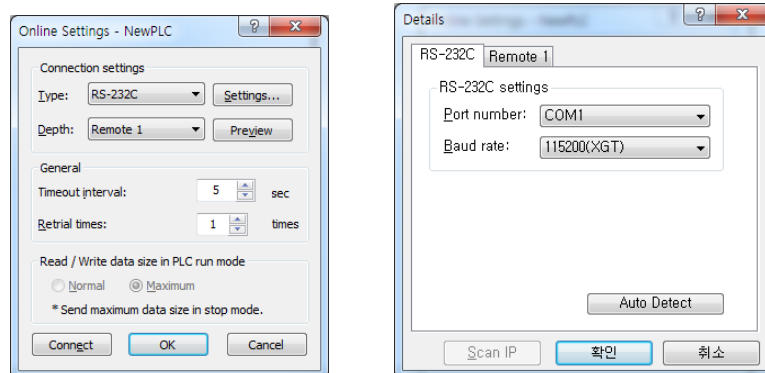 Online Settings - NewPLC
Connection settings
Type: RS-232C Settings...
Depth: Remote 1 Preview
General
Timeout interval: 5 sec
Retrial times: 1 times
Read / Write data size in PLC run mode
Normal Maximum
* Send maximum data size in stop mode.
Connect OK Cancel
Details
RS-232C Remote 1
RS-232C settings
Port number: COM1
Baud rate: 115200(XGT)
Auto Detect
Scan IP 확인 취소